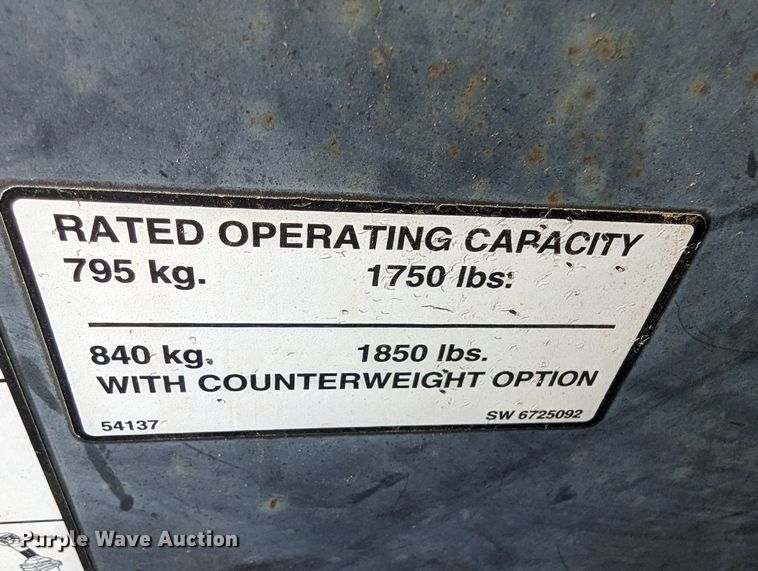 RATED OPERATING CAPACITY
795 kg. 1750 lbs.
840 kg. 1850 lbs.
WITH COUNTERWEIGHT OPTION
54137 SW 6725092
Purple Wave Auction